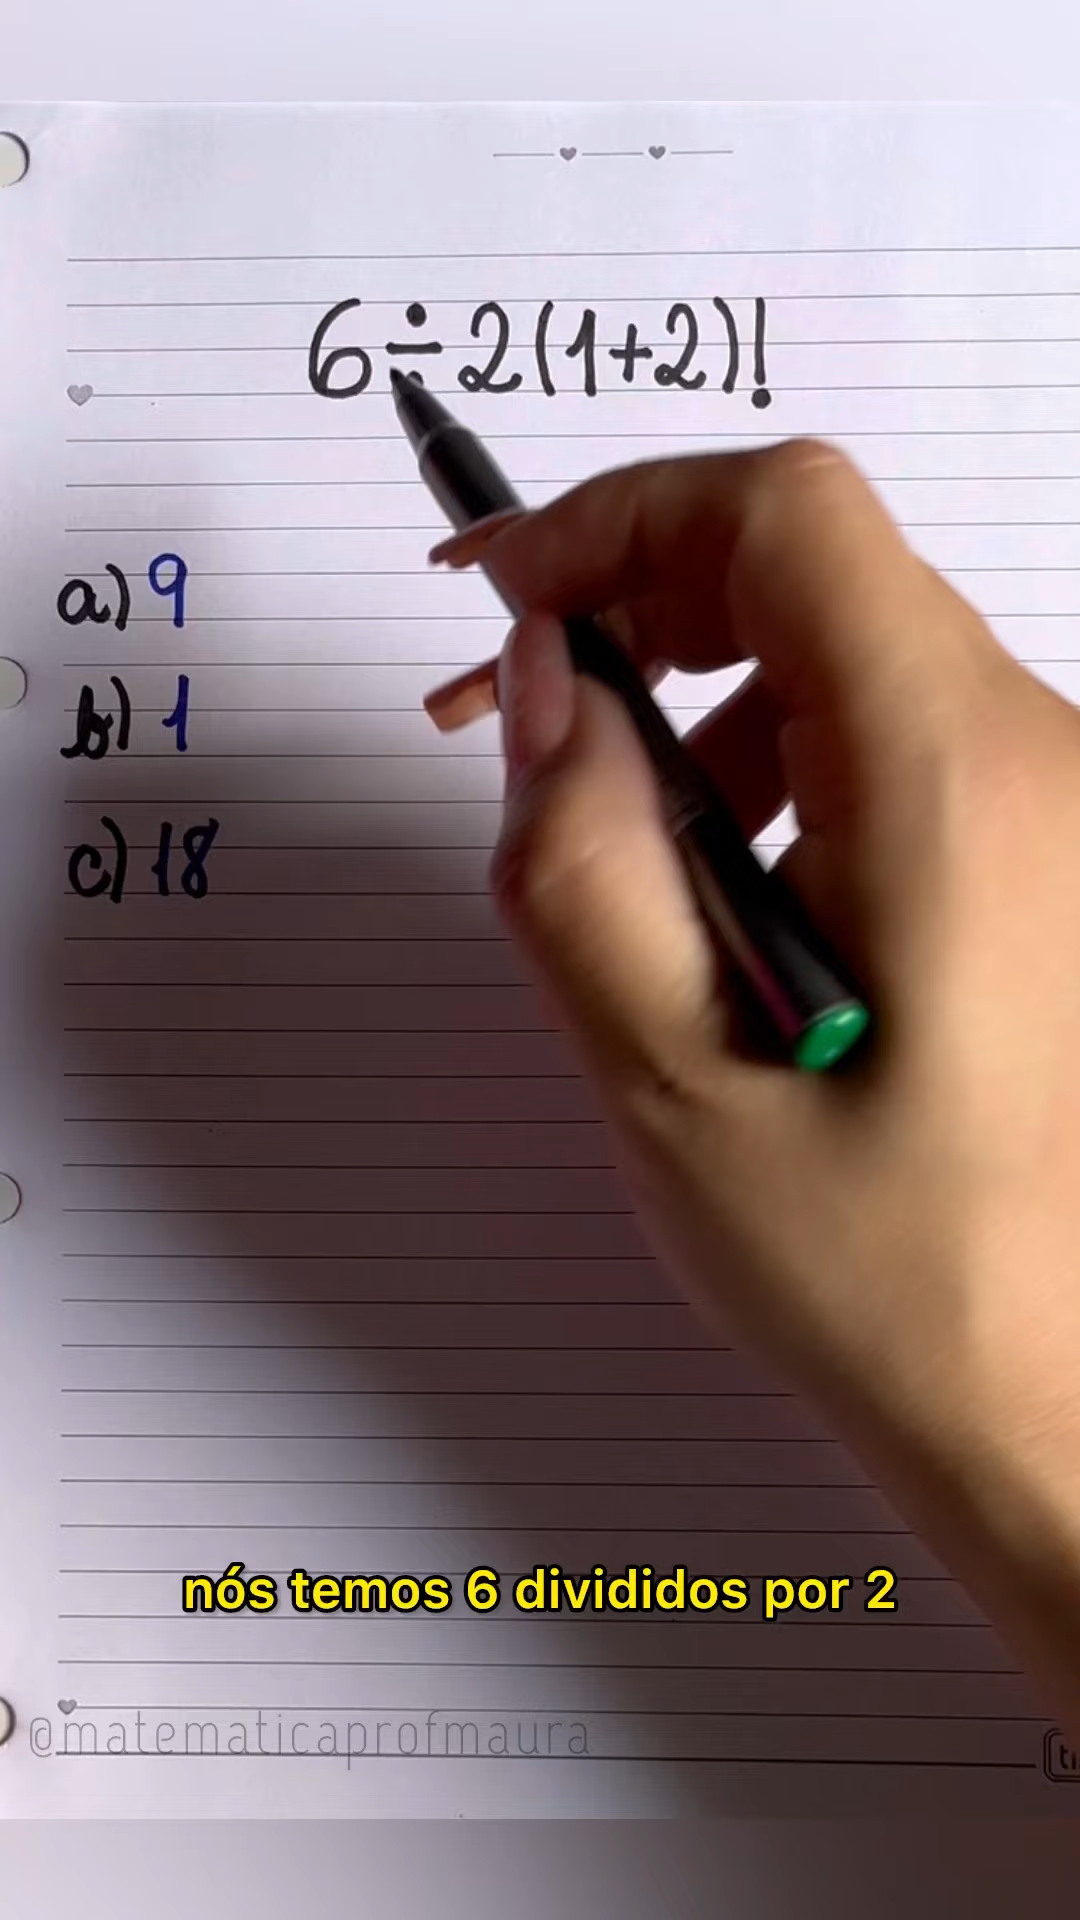 6÷2(1+2)!
a) 9
b) 1
c) 18
nós temos 6 divididos por 2
@matematicaprofmaura